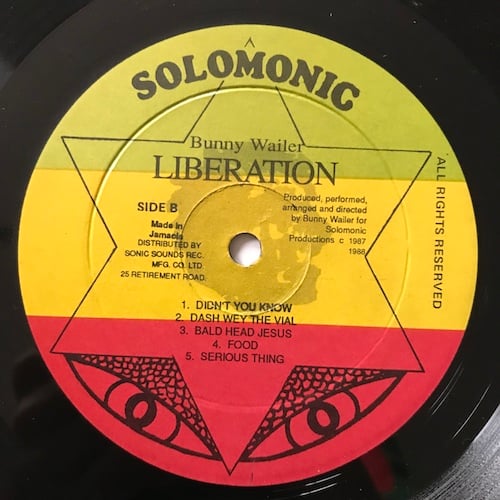 SOLOMONIC
Bunny Wailer
LIBERATION
SIDE B
Made in
Jamaica
DISTRIBUTED BY
SONIC SOUNDS REC.
MFG. CO. LTD.
25 RETIREMENT ROAD.
Produced, performed,
arranged and directed
by Bunny Wailer for
Solomonic
Productions c 1987
1988
ALL RIGHTS RESERVED
1. DIDN'T YOU KNOW
2. DASH WEY THE VIAL
3. BALD HEAD JESUS
4. FOOD
5. SERIOUS THING